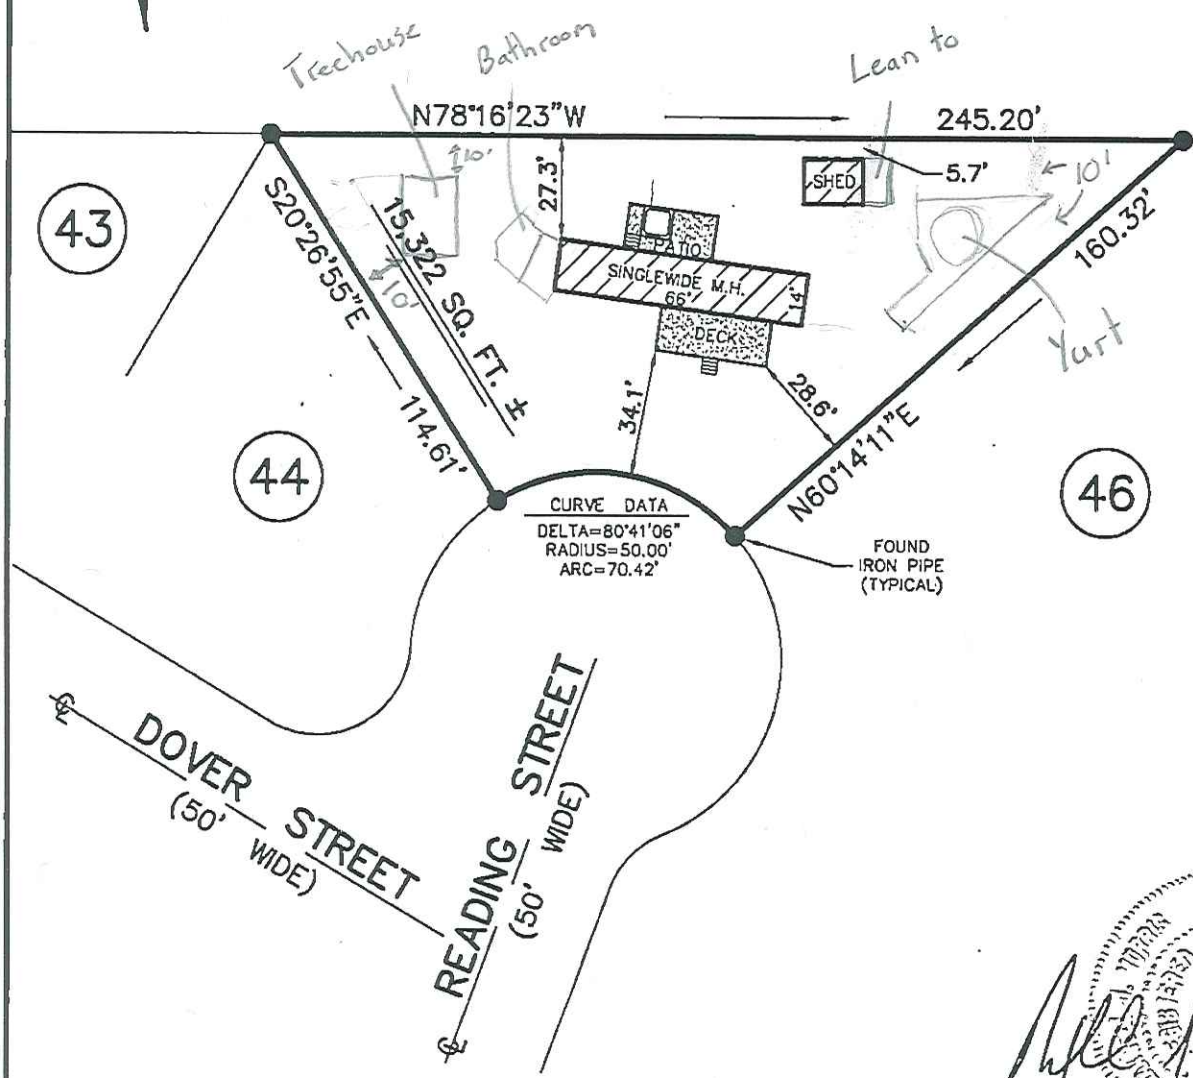 Treehouse
Bathroom
Lean to
N78°16'23"W
245.20'
10'
27.3'
SHED
5.7'
10'
43
S20°26'55"E
114.61'
15,322 SQ. FT. ±
10'
PATIO
SINGLEWIDE M.H.
66'
14'
DECK
160.32'
N60°14'11"E
Yurt
34.1'
28.6'
44
46
CURVE DATA
DELTA=80°41'06"
RADIUS=50.00'
ARC=70.42'
FOUND
IRON PIPE
(TYPICAL)
DOVER STREET
(50' WIDE)
READING STREET
(50' WIDE)